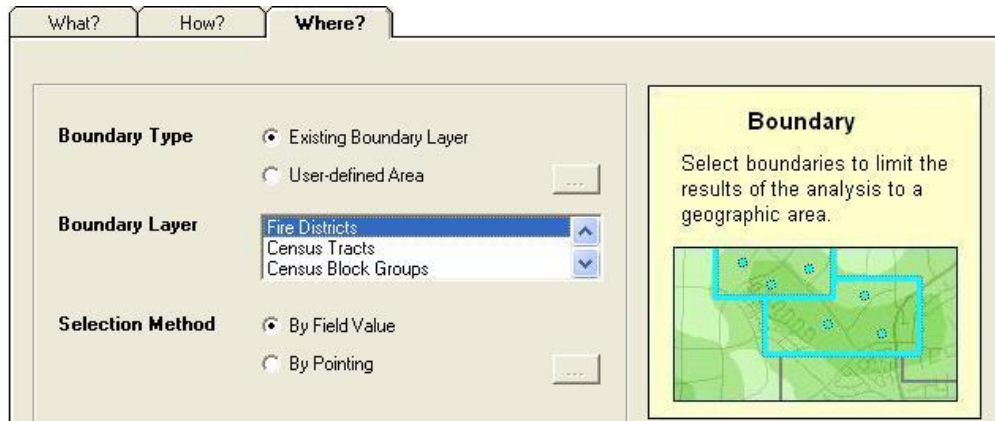 What?
How?
Where?
Boundary Type
Existing Boundary Layer
User-defined Area
...
Boundary Layer
Fire Districts
Census Tracts
Census Block Groups
Selection Method
By Field Value
By Pointing
...
Boundary
Select boundaries to limit the
results of the analysis to a
geographic area.